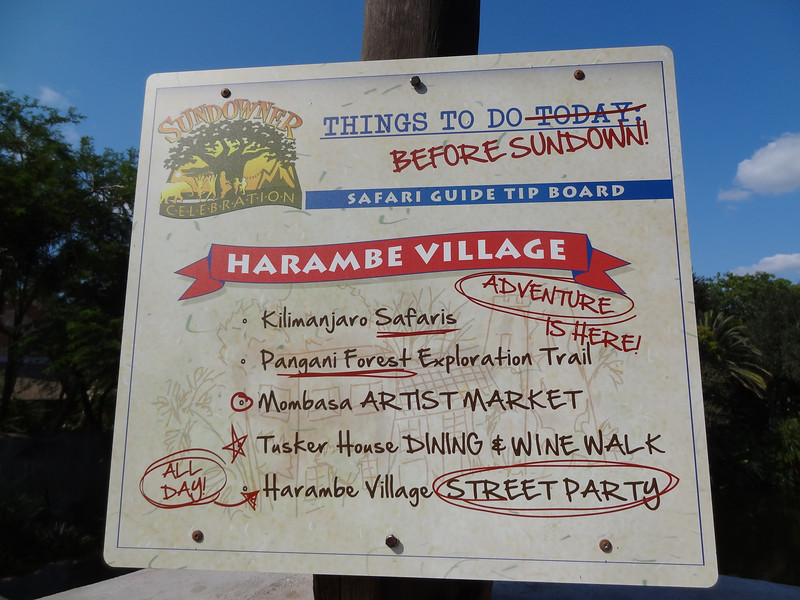 SUNDOWNER
CELEBRATION
THINGS TO DO TODAY:
BEFORE SUNDOWN!
SAFARI GUIDE TIP BOARD
HARAMBE VILLAGE
ADVENTURE
IS HERE!
Kilimanjaro Safaris
Pangani Forest Exploration Trail
Mombasa ARTIST MARKET
Tusker House DINING & WINE WALK
ALL
DAY!
Harambe Village STREET PARTY